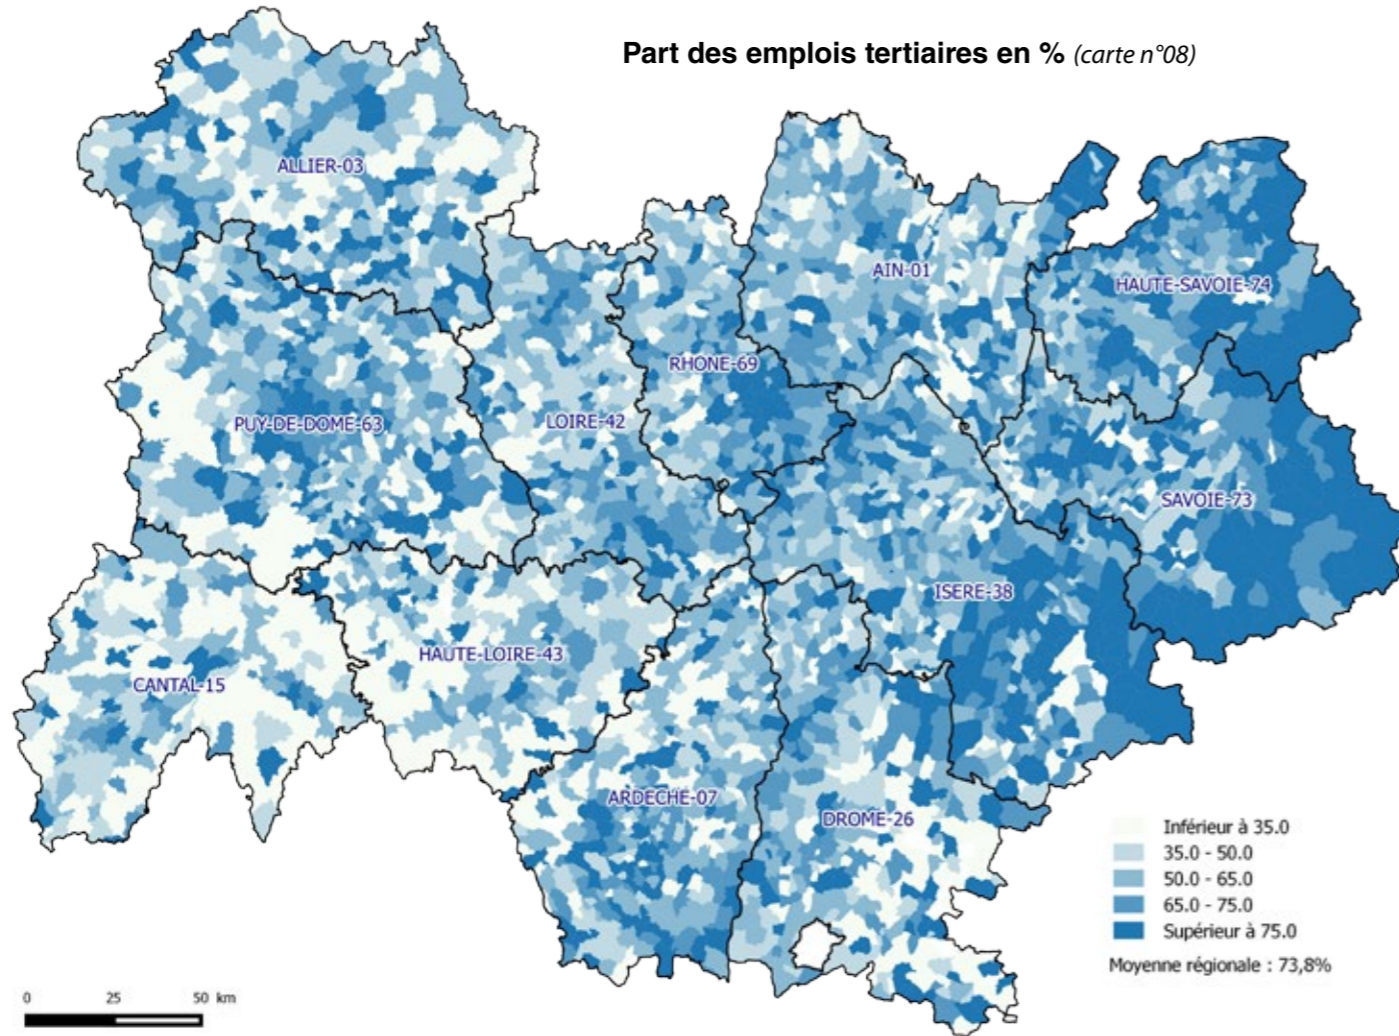 Part des emplois tertiaires en % (carte n°08)
ALLIER-03
AIN-01
HAUTE-SAVOIE-74
RHONE-69
PUY-DE-DOME-63
LOIRE-42
SAVOIE-73
ISERE-38
HAUTE-LOIRE-43
CANTAL-15
ARDECHE-07
DROME-26
Inférieur à 35.0
35.0 - 50.0
50.0 - 65.0
65.0 - 75.0
Supérieur à 75.0
Moyenne régionale : 73,8%
0 25 50 km